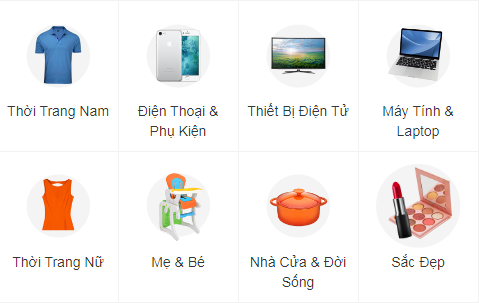 Thời Trang Nam
Điện Thoại &
Phụ Kiện
Thiết Bị Điện Tử
Máy Tính &
Laptop
Thời Trang Nữ
Mẹ & Bé
Nhà Cửa & Đời
Sống
Sắc Đẹp